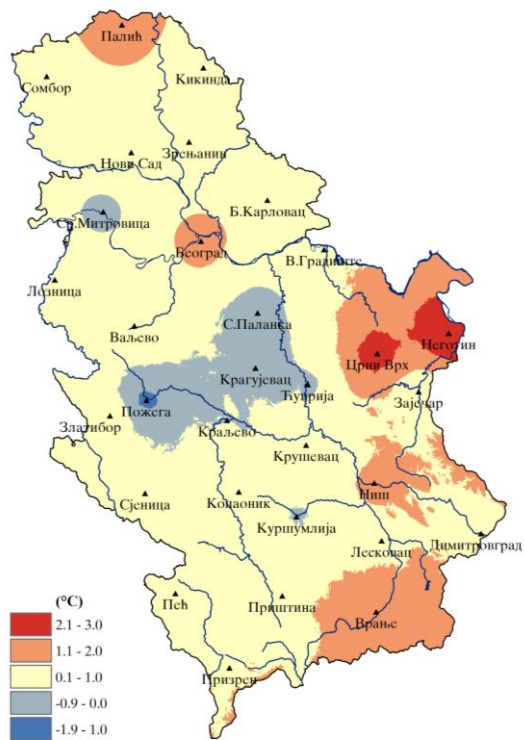 Палић
Кикинда
Сомбор
Зрењанин
Нови Сад
Б.Карловац
Ср.Митровица
Београд
В.Градиште
Лозница
С.Паланка
Ваљево
Неготин
Црни Врх
Крагујевац
Ћуприја
Пожега
Зајечар
Златибор
Краљево
Крушевац
Ниш
Сјеница
Копаоник
Куршумлија
Димитровград
Лесковац
Пећ
Приштина
Врање
Призрен
(°C)
2.1 - 3.0
1.1 - 2.0
0.1 - 1.0
-0.9 - 0.0
-1.9 - 1.0